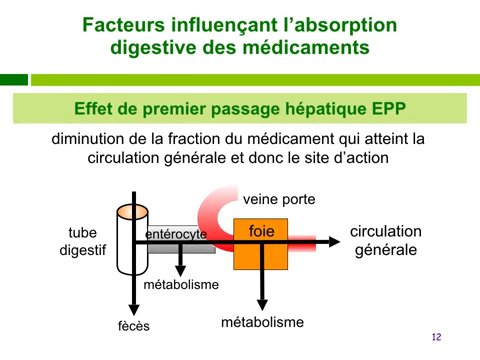 Facteurs influençant l’absorption
digestive des médicaments
Effet de premier passage hépatique EPP
diminution de la fraction du médicament qui atteint la
circulation générale et donc le site d’action
veine porte
tube
digestif
entérocyte
foie
circulation
générale
métabolisme
fècès
métabolisme
12